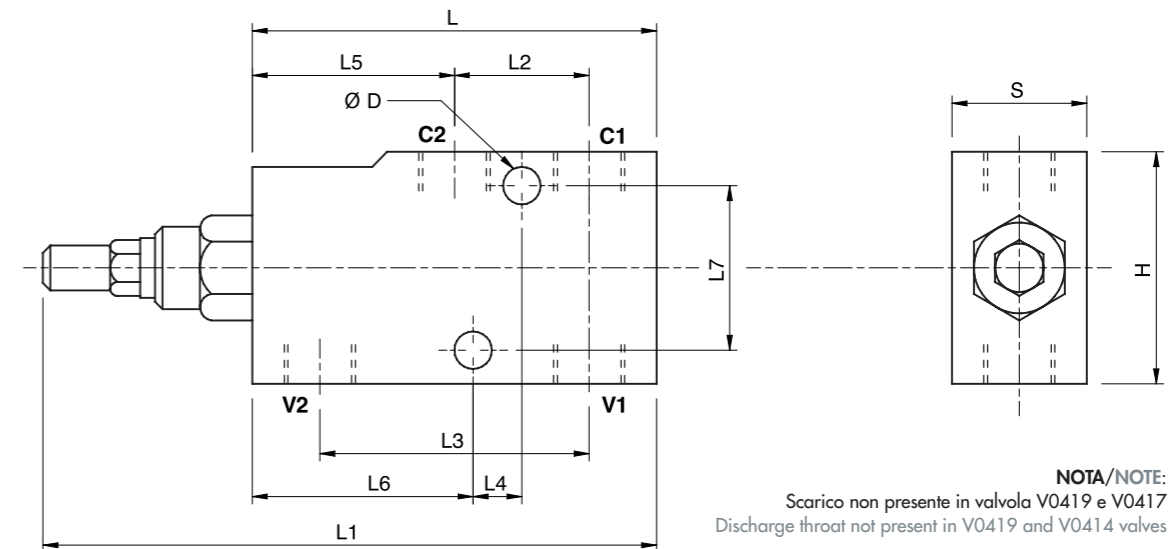 L
L5
L2
S
Ø D
C2
C1
L7
H
V2
V1
L3
L6
L4
L1
NOTA/NOTE:
Scarico non presente in valvola V0419 e V0417
Discharge throat not present in V0419 and V0414 valves